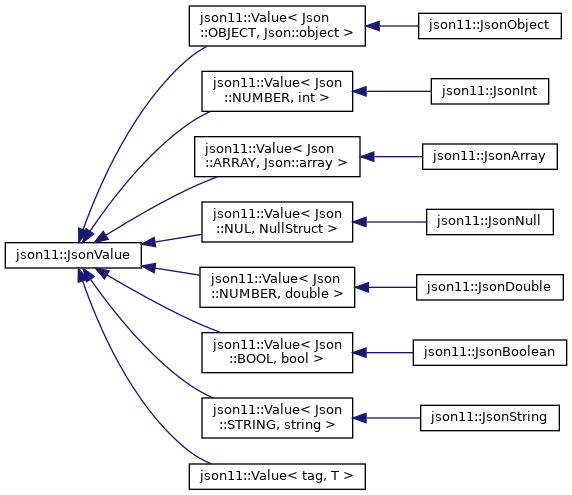 json11::Value< Json
::OBJECT, Json::object >
json11::JsonObject
json11::Value< Json
::NUMBER, int >
json11::JsonInt
json11::Value< Json
::ARRAY, Json::array >
json11::JsonArray
json11::Value< Json
::NUL, NullStruct >
json11::JsonNull
json11::JsonValue
json11::Value< Json
::NUMBER, double >
json11::JsonDouble
json11::Value< Json
::BOOL, bool >
json11::JsonBoolean
json11::Value< Json
::STRING, string >
json11::JsonString
json11::Value< tag, T >